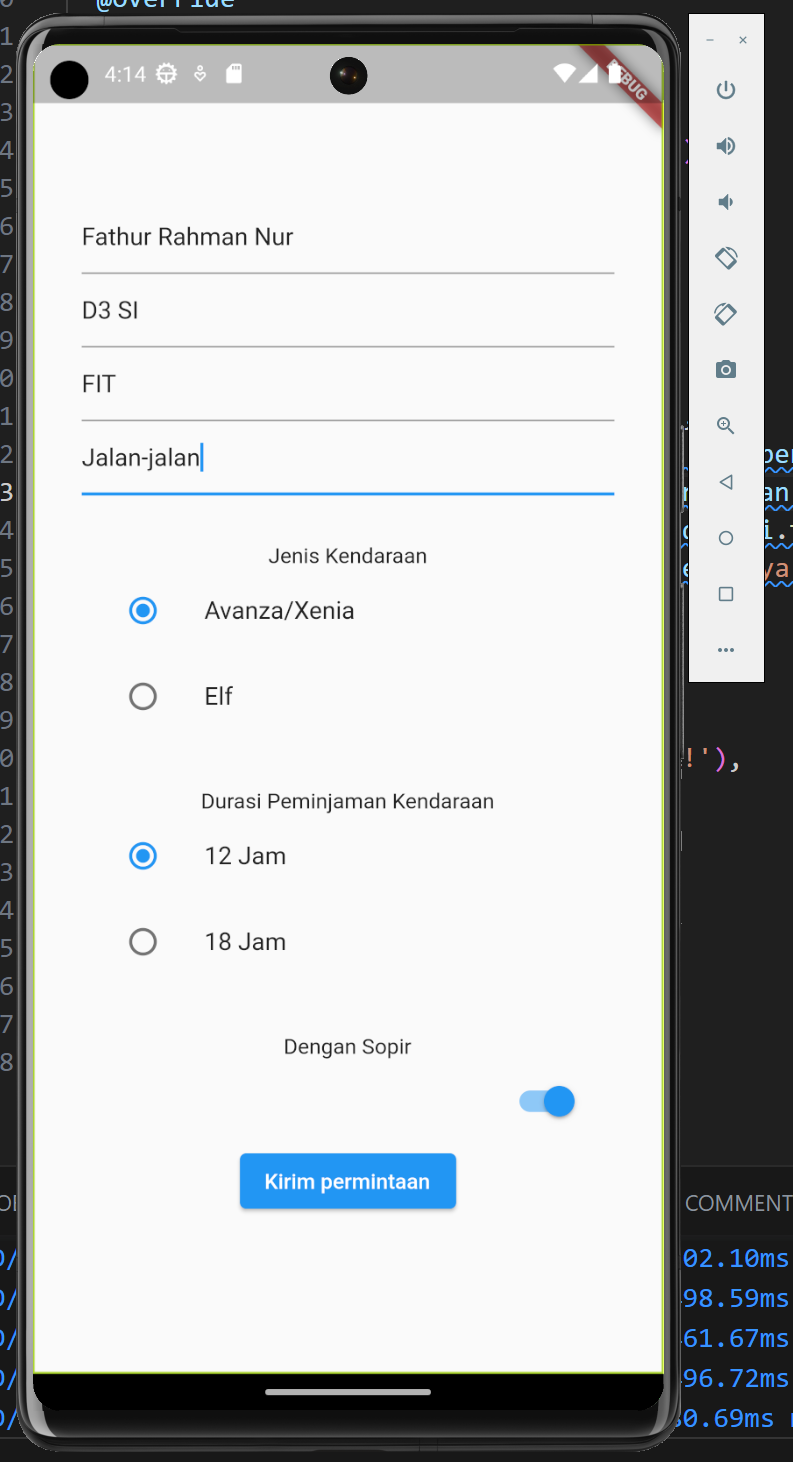 @override
4:14
DEBUG
Fathur Rahman Nur
D3 SI
FIT
Jalan-jalan
Jenis Kendaraan
Avanza/Xenia
Elf
!'),
Durasi Peminjaman Kendaraan
12 Jam
18 Jam
Dengan Sopir
Kirim permintaan
COMMENT
02.10ms
98.59ms
61.67ms
96.72ms
0.69ms